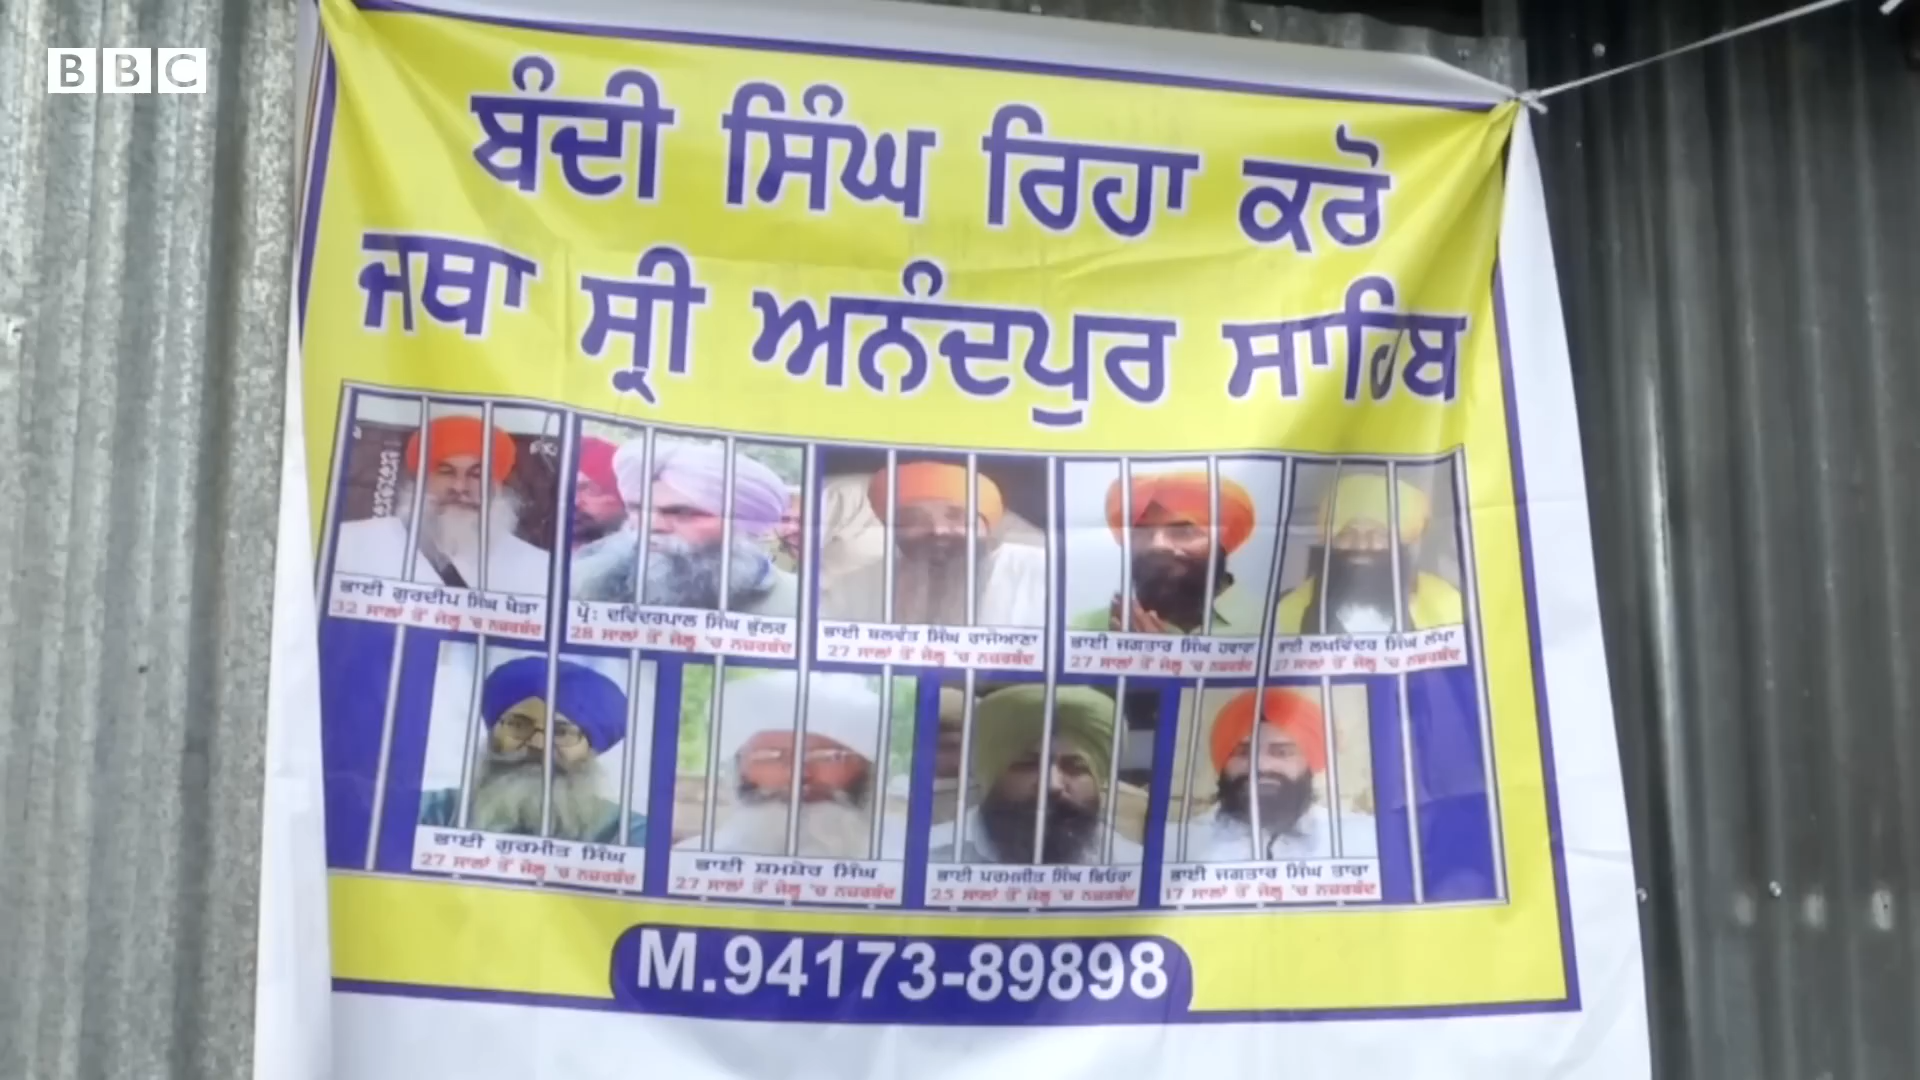 BBC
ਬੰਦੀ ਸਿੰਘ ਰਿਹਾ ਕਰੋ
ਜਥਾ ਸ੍ਰੀ ਅਨੰਦਪੁਰ ਸਾਹਿਬ
ਭਾਈ ਗੁਰਦੀਪ ਸਿੰਘ ਖੇੜਾ
32 ਸਾਲਾਂ ਤੋਂ ਜੇਲ੍ਹ 'ਚ ਨਜ਼ਰਬੰਦ
ਪ੍ਰੋ: ਦਵਿੰਦਰਪਾਲ ਸਿੰਘ ਭੁੱਲਰ
28 ਸਾਲਾਂ ਤੋਂ ਜੇਲ੍ਹ 'ਚ ਨਜ਼ਰਬੰਦ
ਭਾਈ ਬਲਵੰਤ ਸਿੰਘ ਰਾਜੋਆਣਾ
27 ਸਾਲਾਂ ਤੋਂ ਜੇਲ੍ਹ 'ਚ ਨਜ਼ਰਬੰਦ
ਭਾਈ ਜਗਤਾਰ ਸਿੰਘ ਹਵਾਰਾ
27 ਸਾਲਾਂ ਤੋਂ ਜੇਲ੍ਹ 'ਚ ਨਜ਼ਰਬੰਦ
ਭਾਈ ਲਖਵਿੰਦਰ ਸਿੰਘ ਲੱਖਾ
27 ਸਾਲਾਂ ਤੋਂ ਜੇਲ੍ਹ 'ਚ ਨਜ਼ਰਬੰਦ
ਭਾਈ ਗੁਰਮੀਤ ਸਿੰਘ
27 ਸਾਲਾਂ ਤੋਂ ਜੇਲ੍ਹ 'ਚ ਨਜ਼ਰਬੰਦ
ਭਾਈ ਸ਼ਮਸ਼ੇਰ ਸਿੰਘ
27 ਸਾਲਾਂ ਤੋਂ ਜੇਲ੍ਹ 'ਚ ਨਜ਼ਰਬੰਦ
ਭਾਈ ਪਰਮਜੀਤ ਸਿੰਘ ਭਿਓਰਾ
25 ਸਾਲਾਂ ਤੋਂ ਜੇਲ੍ਹ 'ਚ ਨਜ਼ਰਬੰਦ
ਭਾਈ ਜਗਤਾਰ ਸਿੰਘ ਤਾਰਾ
17 ਸਾਲਾਂ ਤੋਂ ਜੇਲ੍ਹ 'ਚ ਨਜ਼ਰਬੰਦ
M.94173-89898